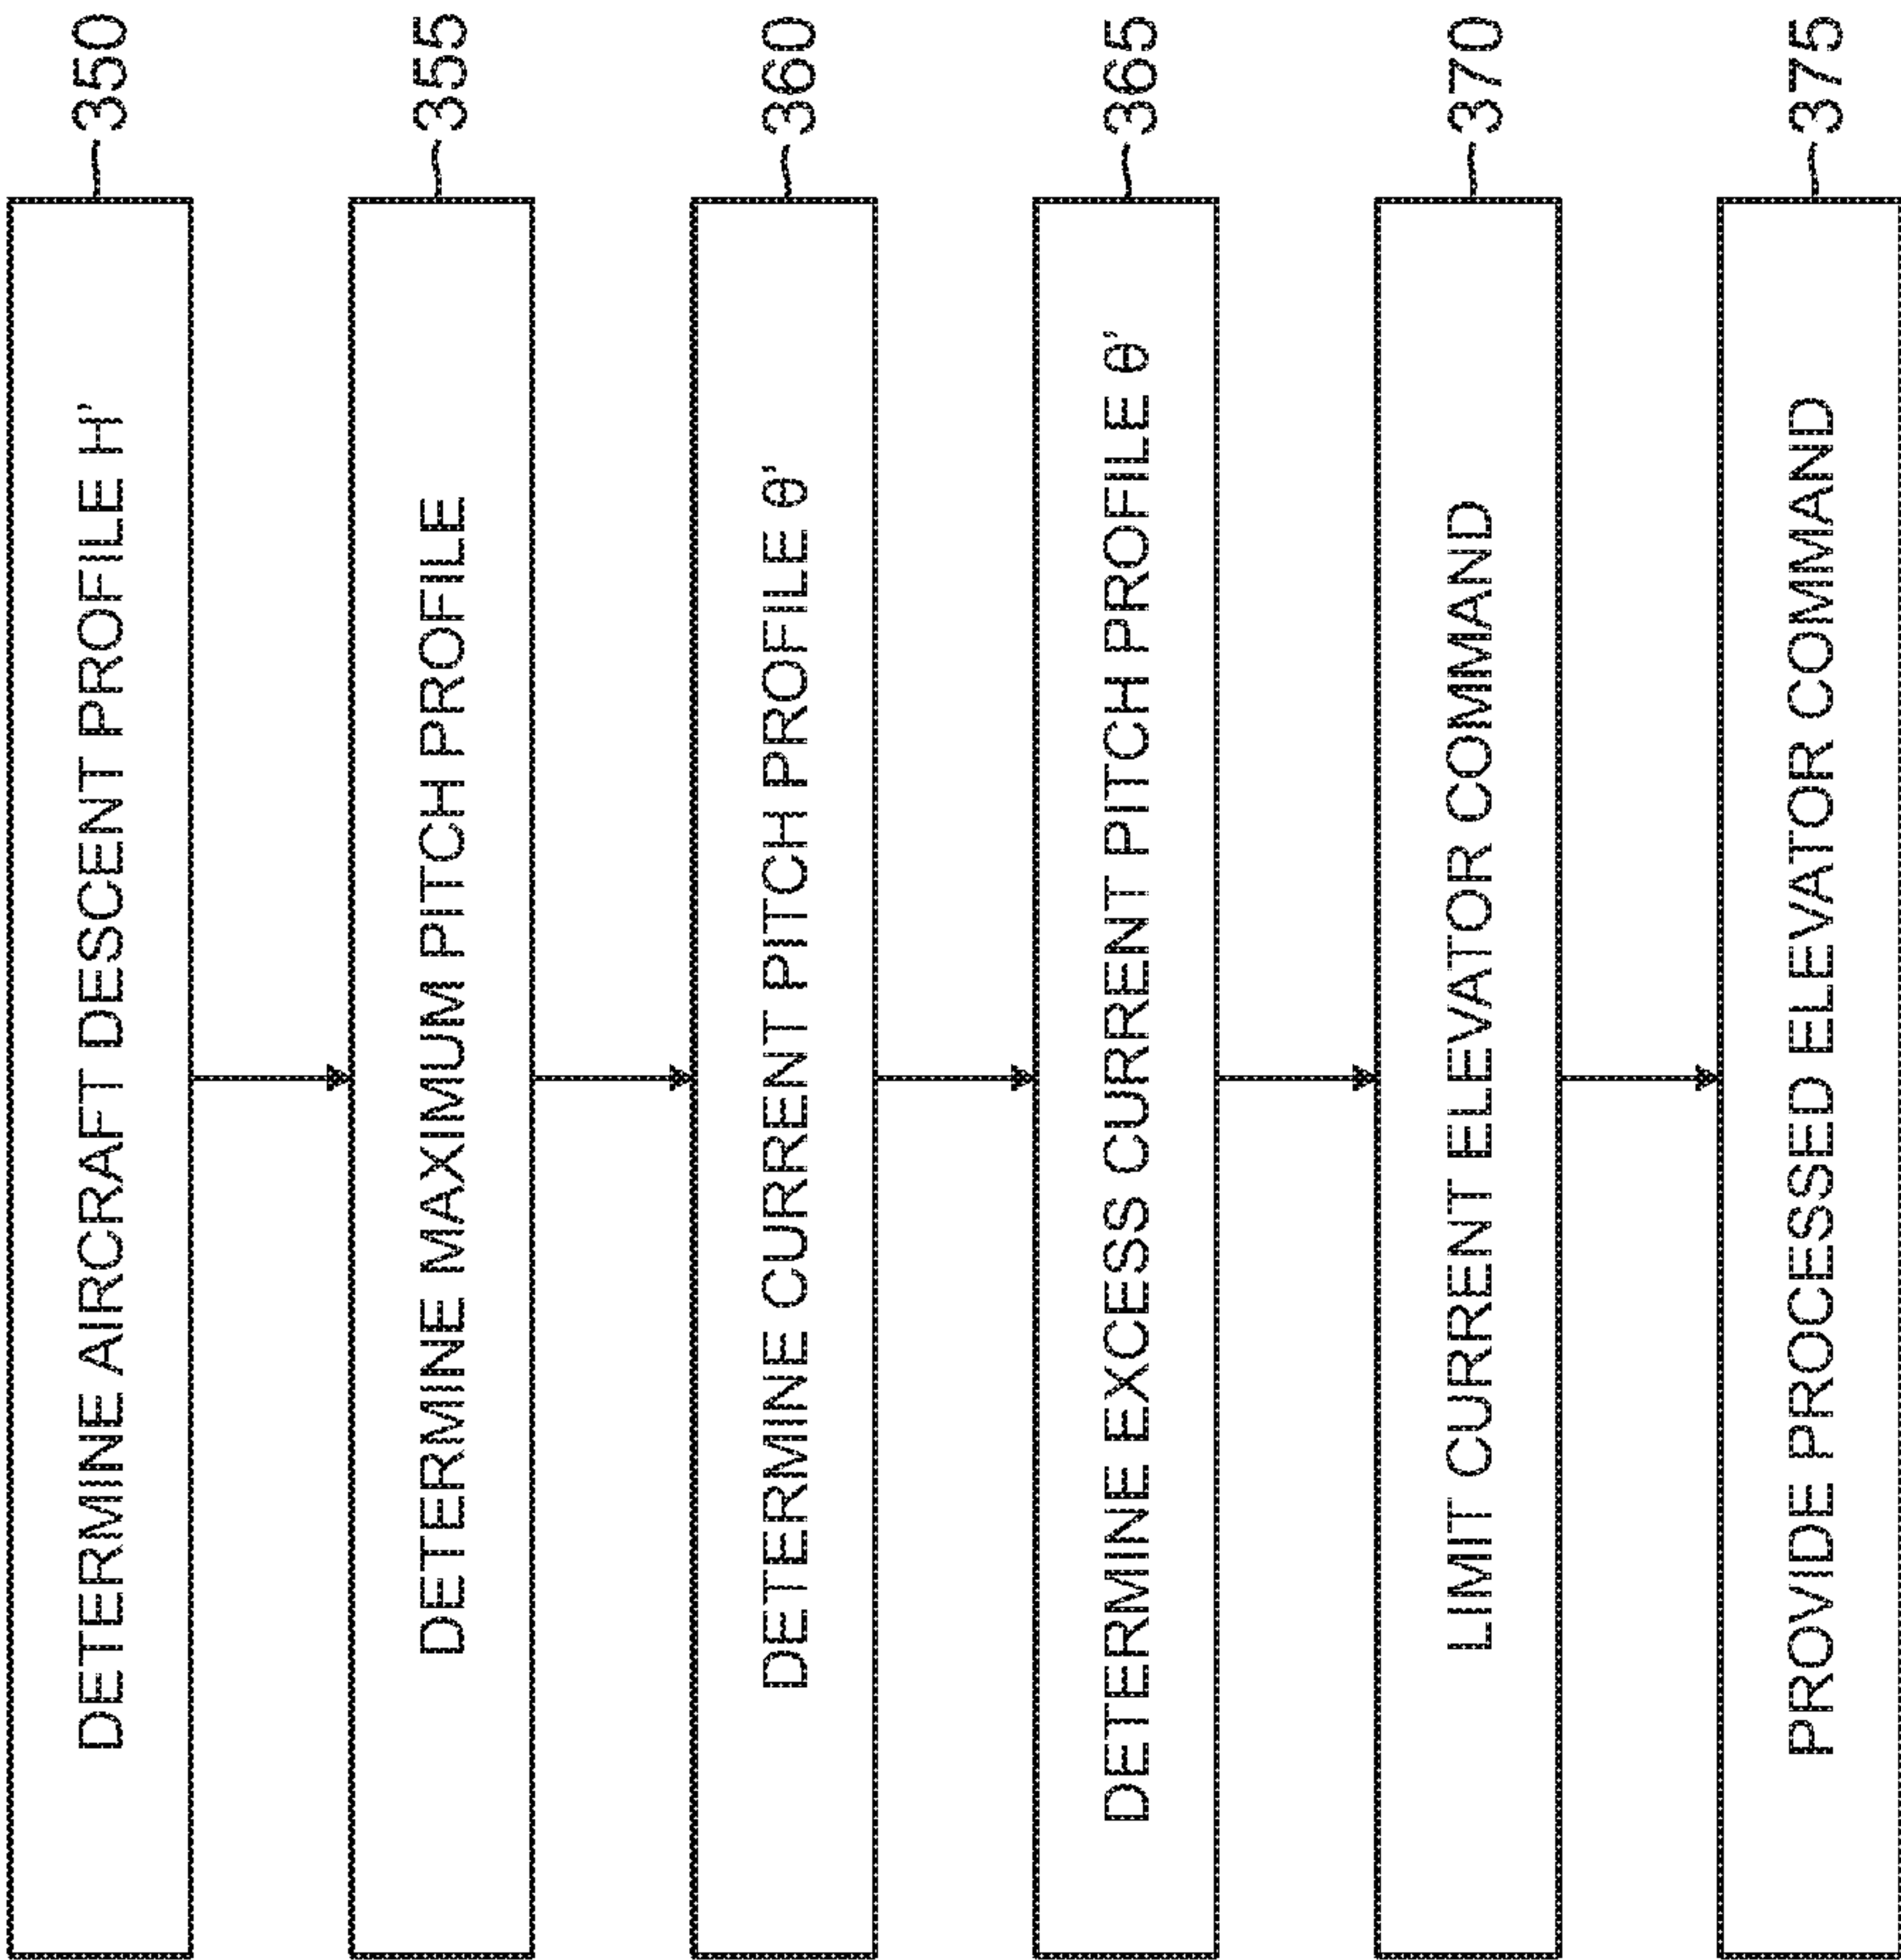 DETERMINE AIRCRAFT DESCENT PROFILE H'
350
DETERMINE MAXIMUM PITCH PROFILE
355
DETERMINE CURRENT PITCH PROFILE θ'
360
DETERMINE EXCESS CURRENT PITCH PROFILE θ'
365
LIMIT CURRENT ELEVATOR COMMAND
370
PROVIDE PROCESSED ELEVATOR COMMAND
375